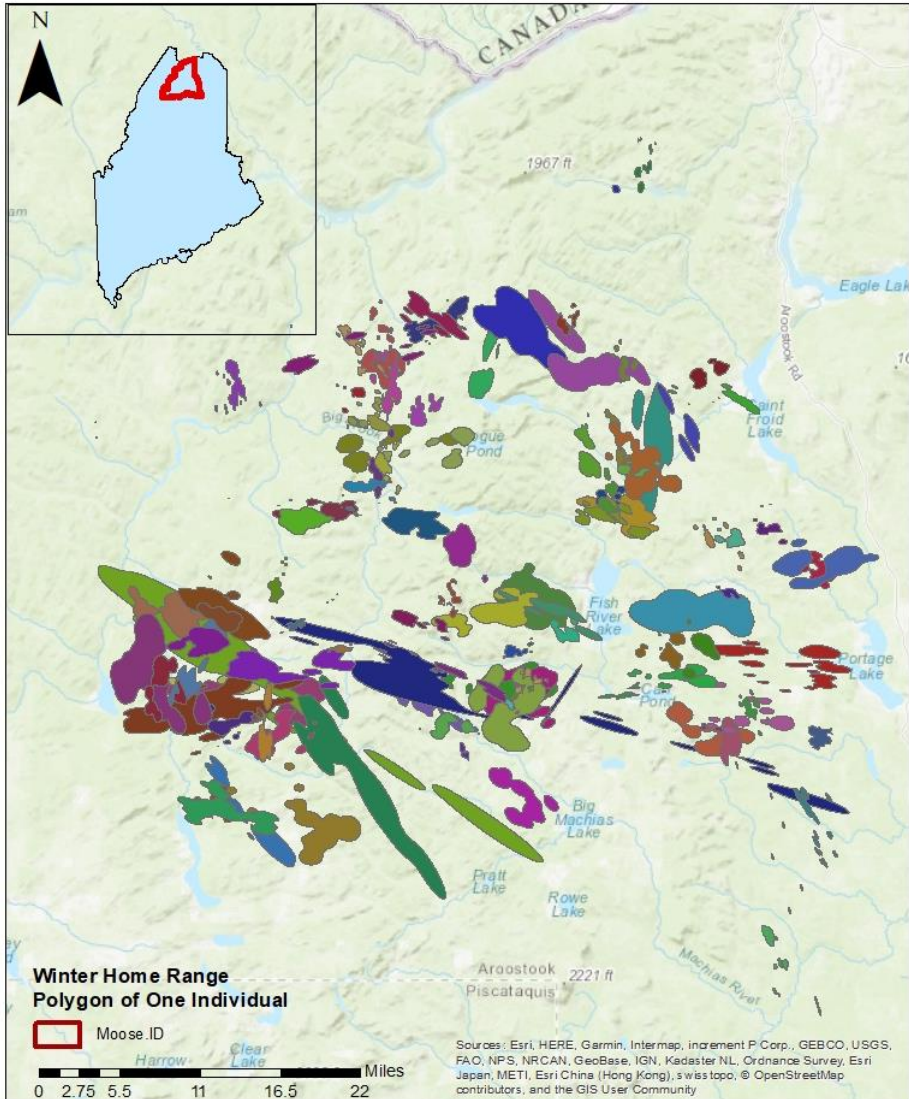 N
CANADA
1967 ft
Eagle Lake
Aroostook Rd
Saint
Froid
Lake
Big Brook
ogue
Pond
Fish
River
Lake
Portage
Lake
Carr
Pond
Big
Machias
Lake
Pratt
Lake
Rowe
Lake
Machias River
Aroostook
Piscataquis
2221 ft
Winter Home Range
Polygon of One Individual
Moose ID
Harrow
Clear
Lake
Miles
0 2.75 5.5 11 16.5 22
Sources: Esri, HERE, Garmin, Intermap, increment P Corp., GEBCO, USGS,
FAO, NPS, NRCAN, GeoBase, IGN, Kadaster NL, Ordnance Survey, Esri
Japan, METI, Esri China (Hong Kong), swisstopo, © OpenStreetMap
contributors, and the GIS User Community